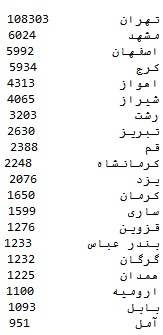 تهران 108303
مشهد 6024
اصفهان 5992
کرج 5934
اهواز 4313
شیراز 4065
رشت 3203
تبریز 2630
قم 2388
کرمانشاه 2248
یزد 2076
کرمان 1650
ساری 1599
قزوین 1276
بندر عباس 1233
گرگان 1232
همدان 1225
ارومیه 1100
بابل 1093
آمل 951